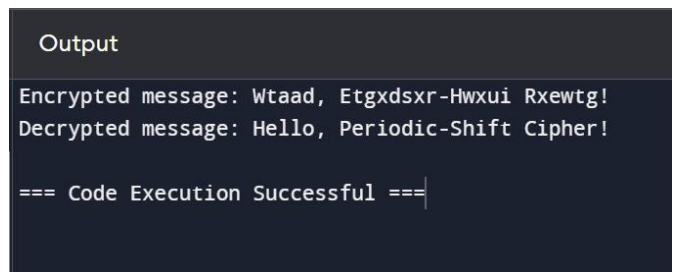 Output
Encrypted message: Wtaad, Etgxdsxr-Hwxui Rxewtg!
Decrypted message: Hello, Periodic-Shift Cipher!
=== Code Execution Successful ===